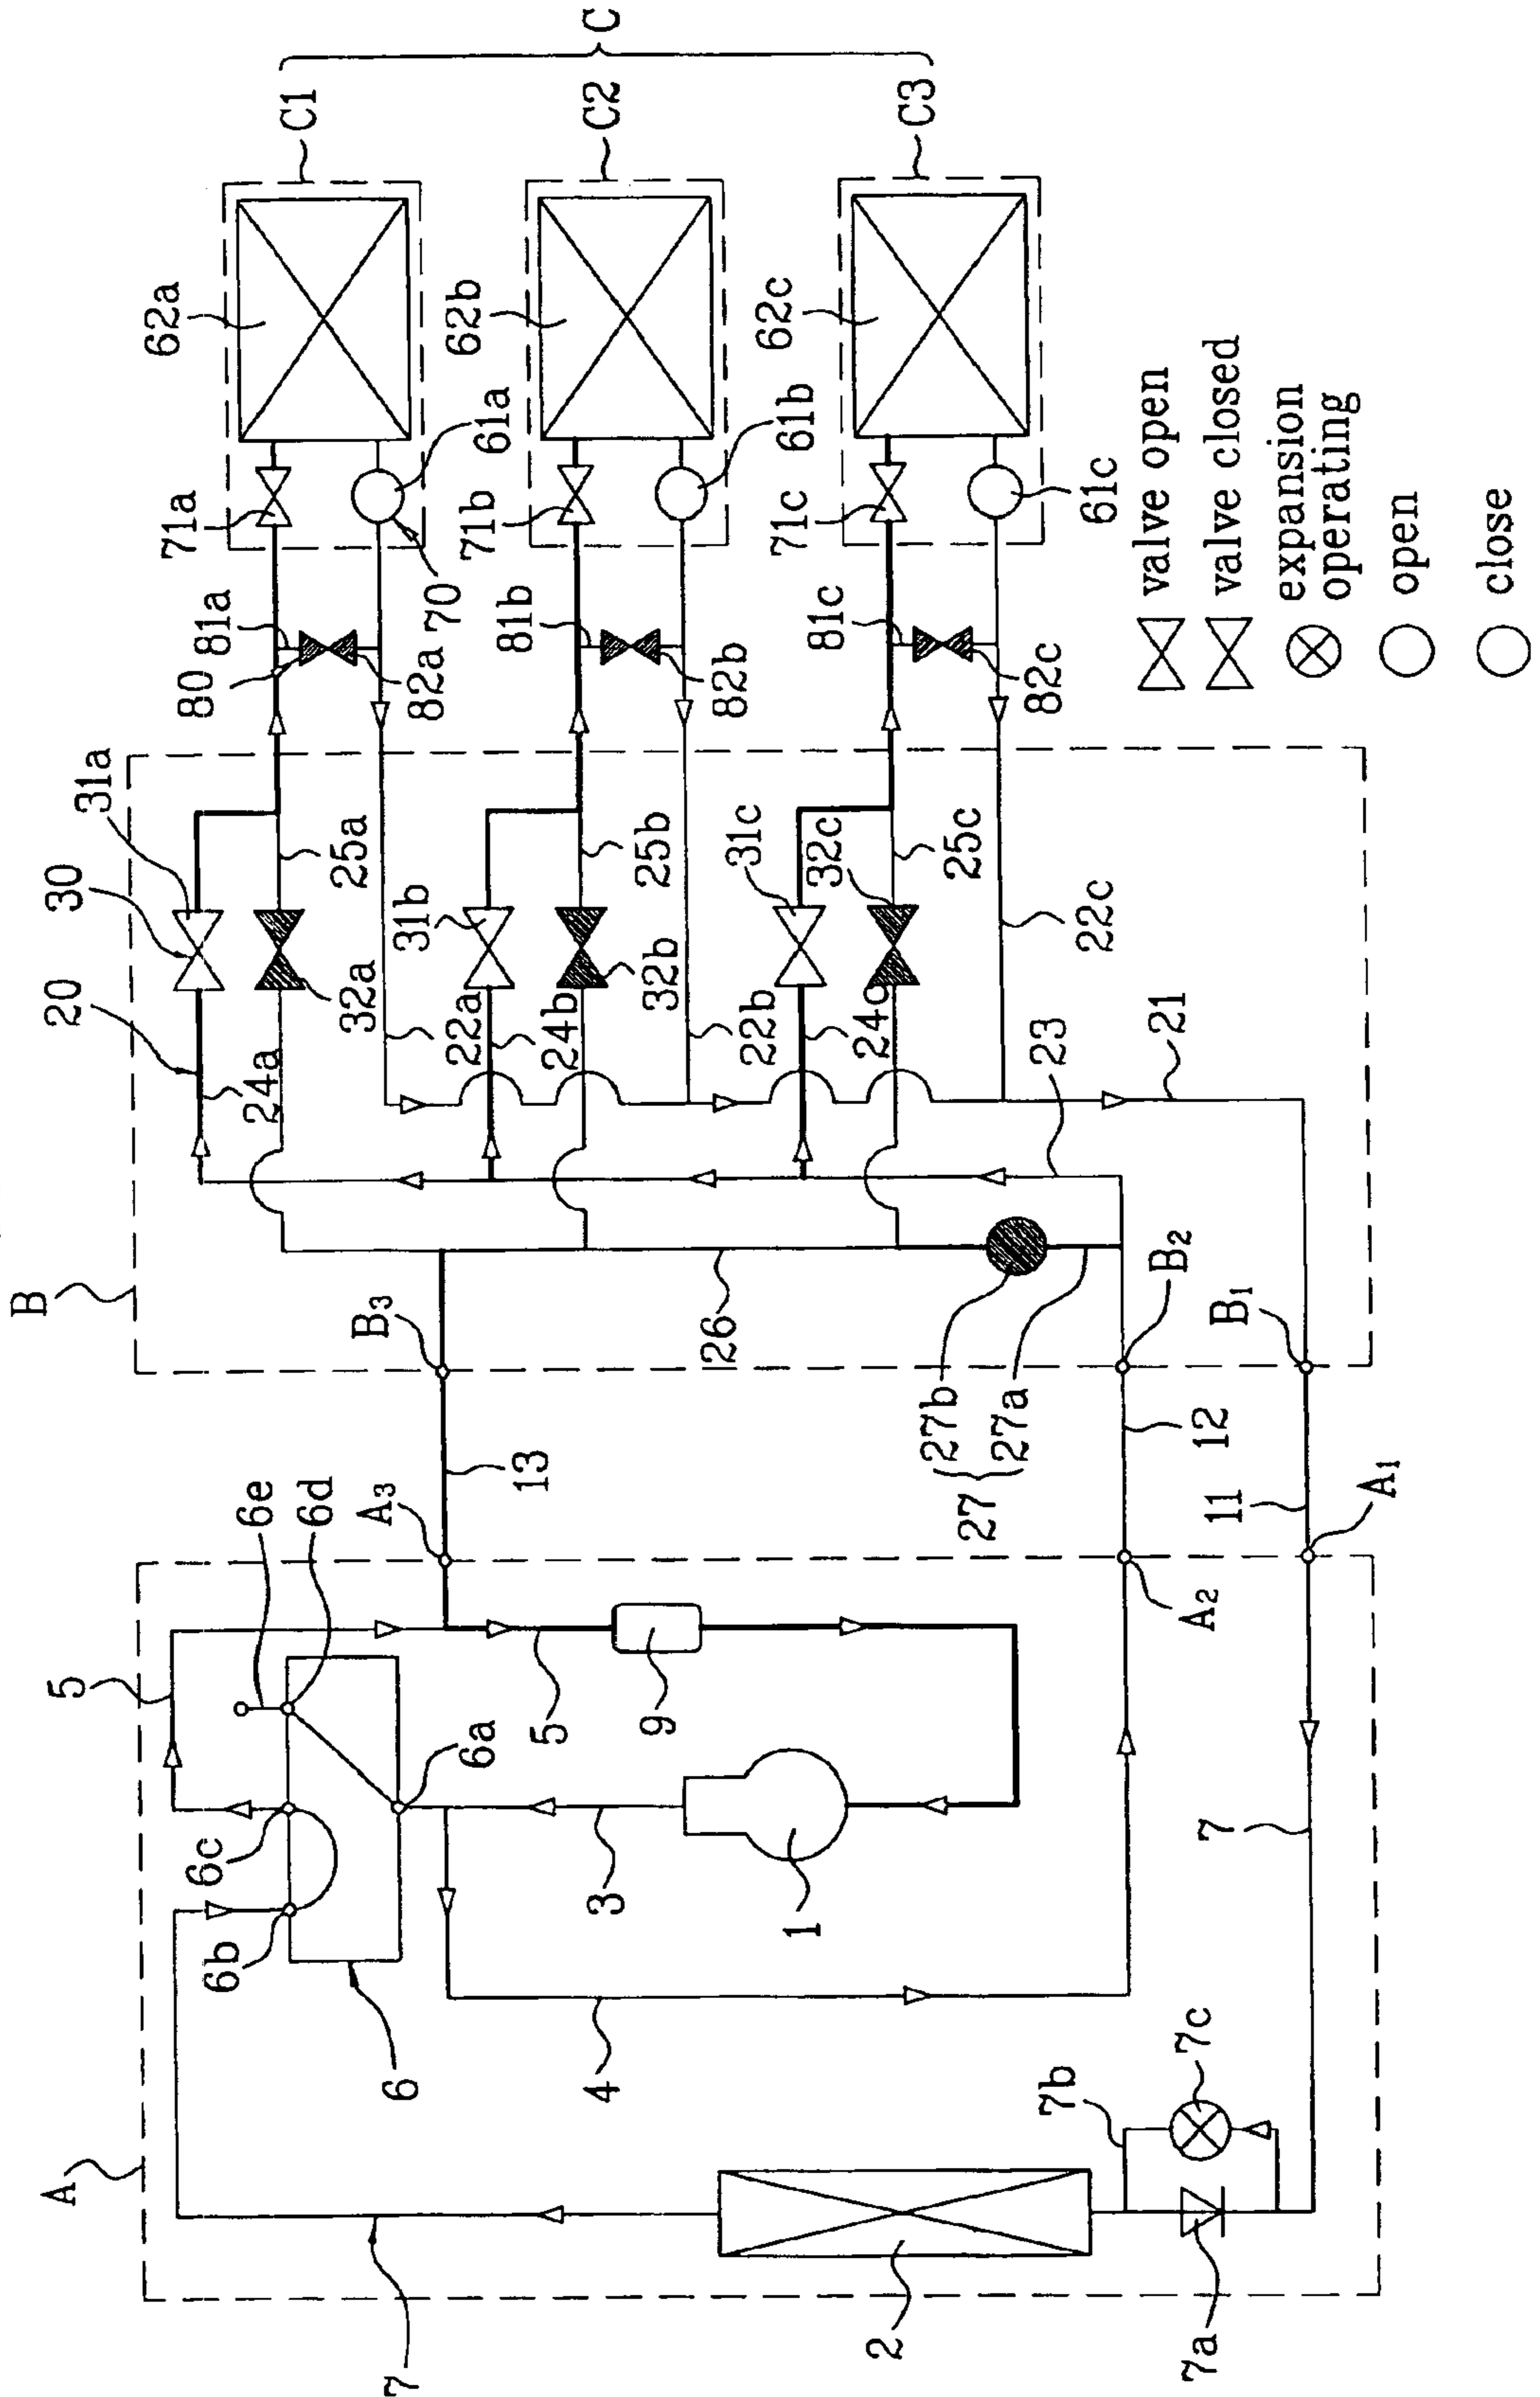 A
7
6b
6c
5
6e
6d
A3
13
B3
B
20
30
31a
24a
32a
25a
22a
24b
31b
32b
25b
22b
24c
31c
32c
25c
22c
23
21
26
27b
27a
27
12
11
B2
B1
A2
A1
6
6a
3
4
1
5
9
2
7a
7b
7c
7
80
81a
82a
70
71a
61a
62a
C1
81b
82b
71b
61b
62b
C2
81c
82c
71c
61c
62c
C3
C
valve open
valve closed
expansion
operating
open
close